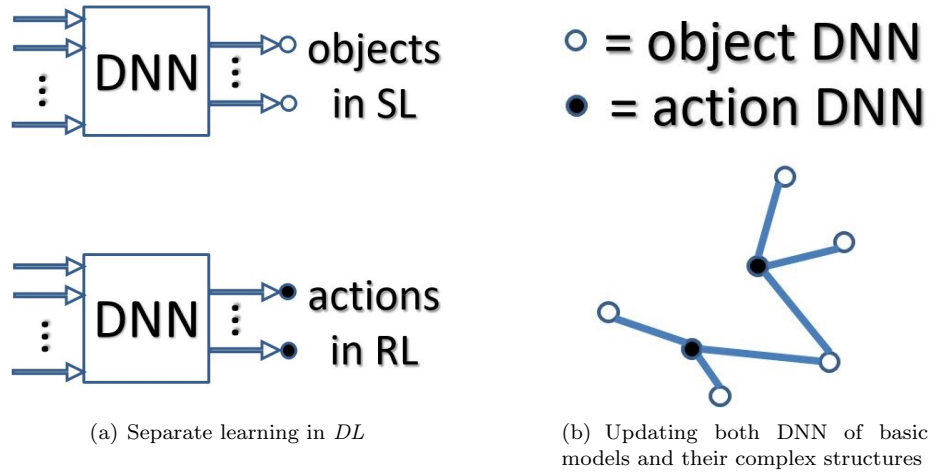 DNN
objects
in SL
DNN
actions
in RL
(a) Separate learning in DL
= object DNN
= action DNN
(b) Updating both DNN of basic
models and their complex structures